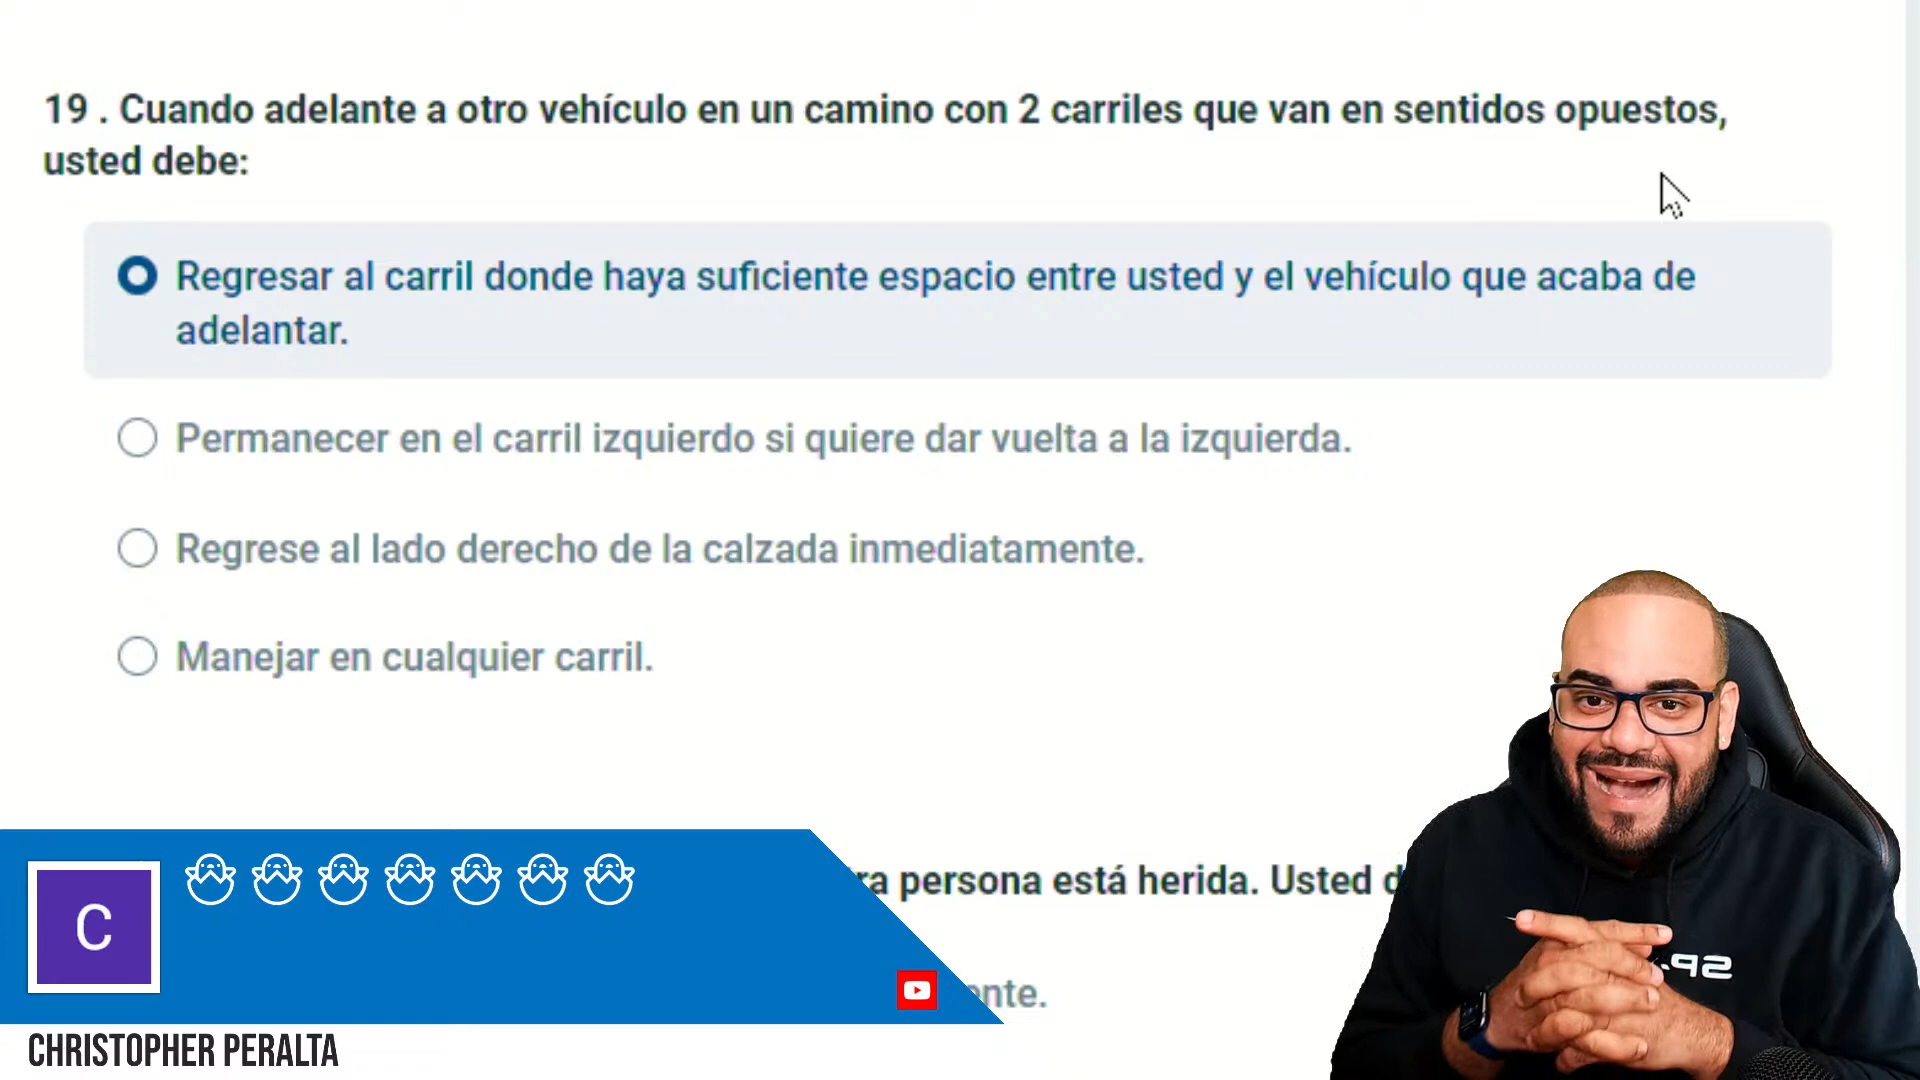 19 . Cuando adelante a otro vehículo en un camino con 2 carriles que van en sentidos opuestos,
usted debe:
Regresar al carril donde haya suficiente espacio entre usted y el vehículo que acaba de
adelantar.
Permanecer en el carril izquierdo si quiere dar vuelta a la izquierda.
Regrese al lado derecho de la calzada inmediatamente.
Manejar en cualquier carril.
ra persona está herida. Usted d
C
nte.
CHRISTOPHER PERALTA